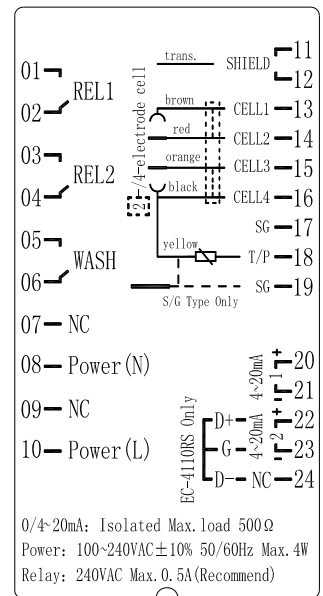 01
REL1
02
03
REL2
04
05
WASH
06
07 NC
08 Power(N)
09 NC
10 Power(L)
2-/4-electrode cell
trans. SHIELD 11
12
brown CELL1 13
red CELL2 14
orange CELL3 15
black CELL4 16
SG 17
yellow T/P 18
SG 19
S/G Type Only
4~20mA 1 + 20
- 21
EC-4110RS Only
D+ 4~20mA 2 + 22
G - 23
D- NC 24
0/4~20mA: Isolated Max.load 500Ω
Power: 100~240VAC±10% 50/60Hz Max.4W
Relay: 240VAC Max.0.5A(Recommend)